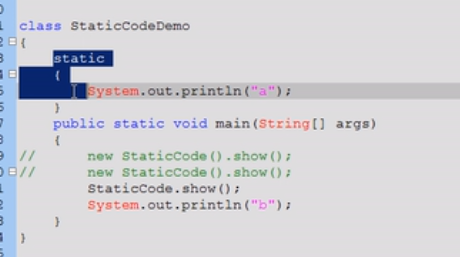 0
1 class StaticCodeDemo
2 {
3 static
4 {
5 System.out.println("a");
6 }
7 public static void main(String[] args)
8 {
9 // new StaticCode().show();
0 // new StaticCode().show();
1 StaticCode.show();
2 System.out.println("b");
3 }
4 }
5